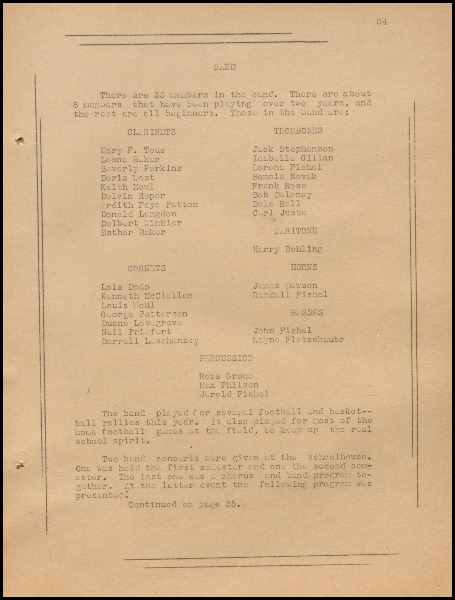 34
BAND
There are 33 members in the band. There are about
8 members that have been playing over two years, and
the rest are all beginners. Those in the band are:
CLARINETS
Mary F. Tous
Leona Baker
Beverly Perkins
Doris West
Keith Houl
Delvin Roper
Ardith Faye Patton
Donald Langdon
Delbert Winkler
Esther Baker
TROMBONES
Jack Stephenson
Isabelle Gillan
Lorena Fishel
Bonnie Novak
Frank Rose
Bob Delaney
Dale Hall
Carl Justa
BARITONE
Harry Bohling
CORNETS
Lois Dado
Kenneth McClellan
Louis Houl
George Patterson
Duane Lovegrove
Neil Priefert
Darrell Laschanzky
HORNS
James Dawson
Randall Fishel
BASSES
John Fishel
Wayne Fleischauer
PERCUSSION
Ross Grone
Max Philson
Jarold Fishel
The band played for several football and basket--
ball rallies this year. It also played for most of the
home football games at the field, to keep up the real
school spirit.
Two band concerts were given at the schoolhouse.
One was held the first semester and one the second sem-
ester. The last one was a chorus and band program to-
gether. At the latter event the following program was
presented:
Continued on page 35.